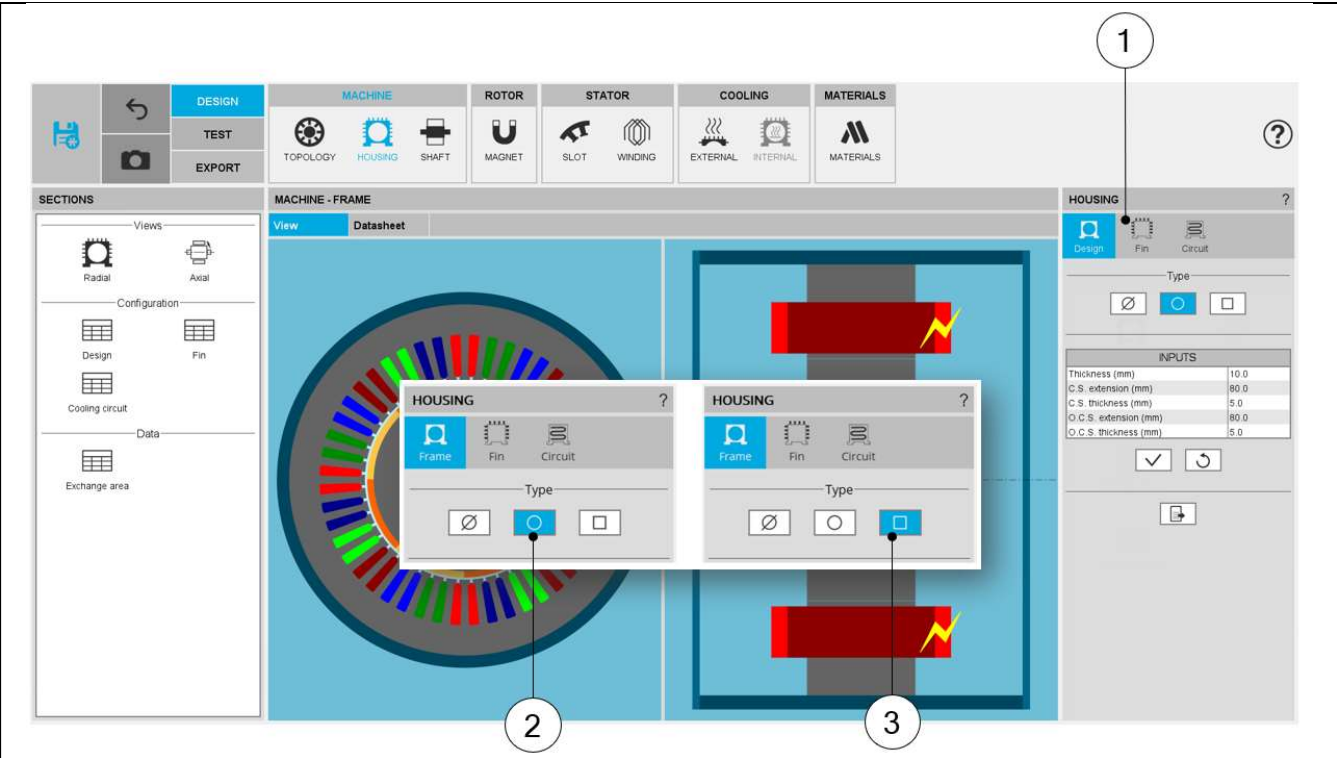 1
DESIGN
TEST
EXPORT
MACHINE
ROTOR
STATOR
COOLING
MATERIALS
TOPOLOGY
HOUSING
SHAFT
MAGNET
SLOT
WINDING
EXTERNAL
INTERNAL
MATERIALS
?
SECTIONS
Views
Radial
Axial
Configuration
Design
Fin
Cooling circuit
Data
Exchange area
MACHINE - FRAME
View
Datasheet
HOUSING
?
Frame
Fin
Circuit
Type
HOUSING
?
Frame
Fin
Circuit
Type
HOUSING
?
Design
Fin
Circuit
Type
INPUTS
Thickness (mm) 10.0
C.S. extension (mm) 80.0
C.S. thickness (mm) 5.0
O.C.S. extension (mm) 80.0
O.C.S. thickness (mm) 5.0
2
3